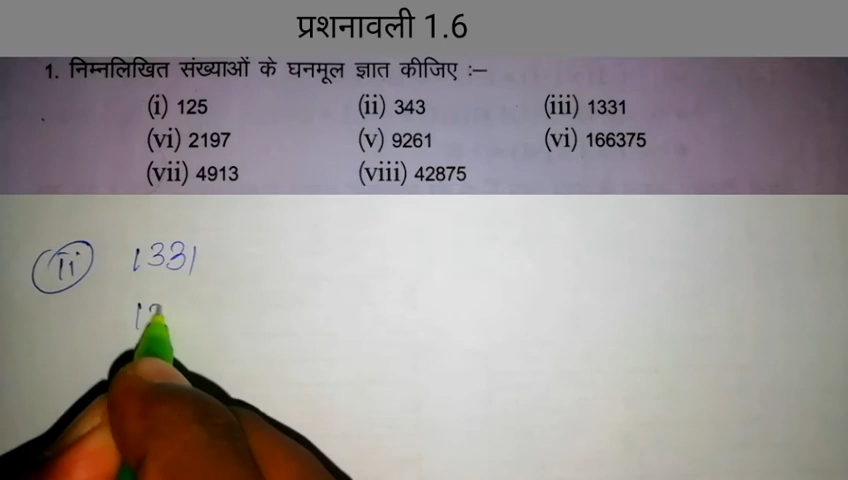 प्रशनावली 1.6
1. निम्नलिखित संख्याओं के घनमूल ज्ञात कीजिए :–
(i) 125 (ii) 343 (iii) 1331
(vi) 2197 (v) 9261 (vi) 166375
(vii) 4913 (viii) 42875
(ii) 1331